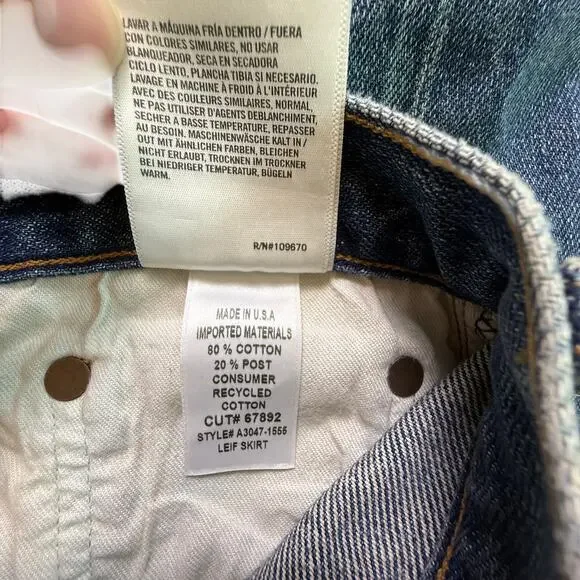 LAVAR A MÁQUINA FRÍA DENTRO / FUERA
CON COLORES SIMILARES, NO USAR
BLANQUEADOR, SECA EN SECADORA
CICLO LENTO, PLANCHA TIBIA SI NECESARIO.
LAVAGE EN MACHINE À FROID À L'INTÉRIEUR
AVEC DES COULEURS SIMILAIRES, NORMAL,
NE PAS UTILISER D'AGENTS DEBLANCHIMENT,
SECHER A BASSE TEMPERATURE, REPASSER
AU BESOIN. MASCHINENWÄSCHE KALT IN /
OUT MIT ÄHNLICHEN FARBEN, BLEICHEN
NICHT ERLAUBT, TROCKNEN IM TROCKNER
BEI NIEDRIGER TEMPERATUR, BÜGELN
WARM.
R/N#109670
MADE IN U.S.A
IMPORTED MATERIALS
80 % COTTON
20 % POST
CONSUMER
RECYCLED
COTTON
CUT# 67892
STYLE# A3047-1555
LEIF SKIRT